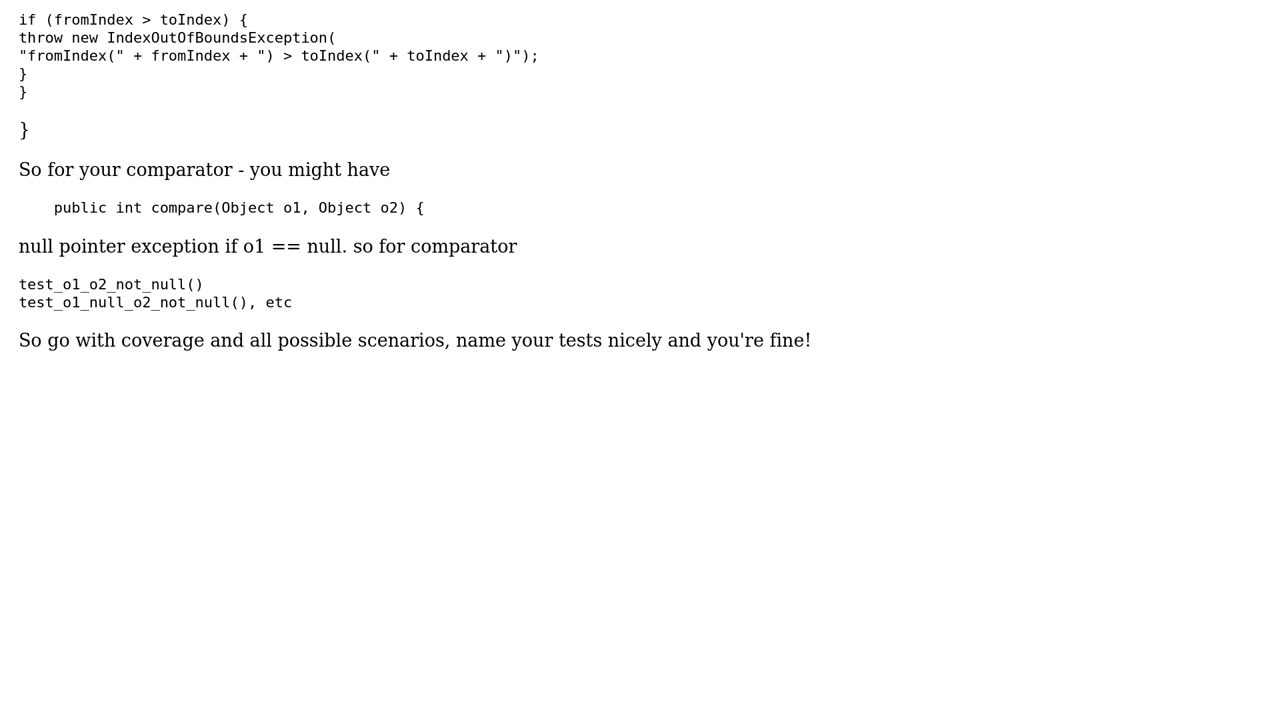 if (fromIndex > toIndex) {
throw new IndexOutOfBoundsException(
"fromIndex(" + fromIndex + ") > toIndex(" + toIndex + ")");
}
}
}
So for your comparator - you might have
public int compare(Object o1, Object o2) {
null pointer exception if o1 == null. so for comparator
test_o1_o2_not_null()
test_o1_null_o2_not_null(), etc
So go with coverage and all possible scenarios, name your tests nicely and you're fine!